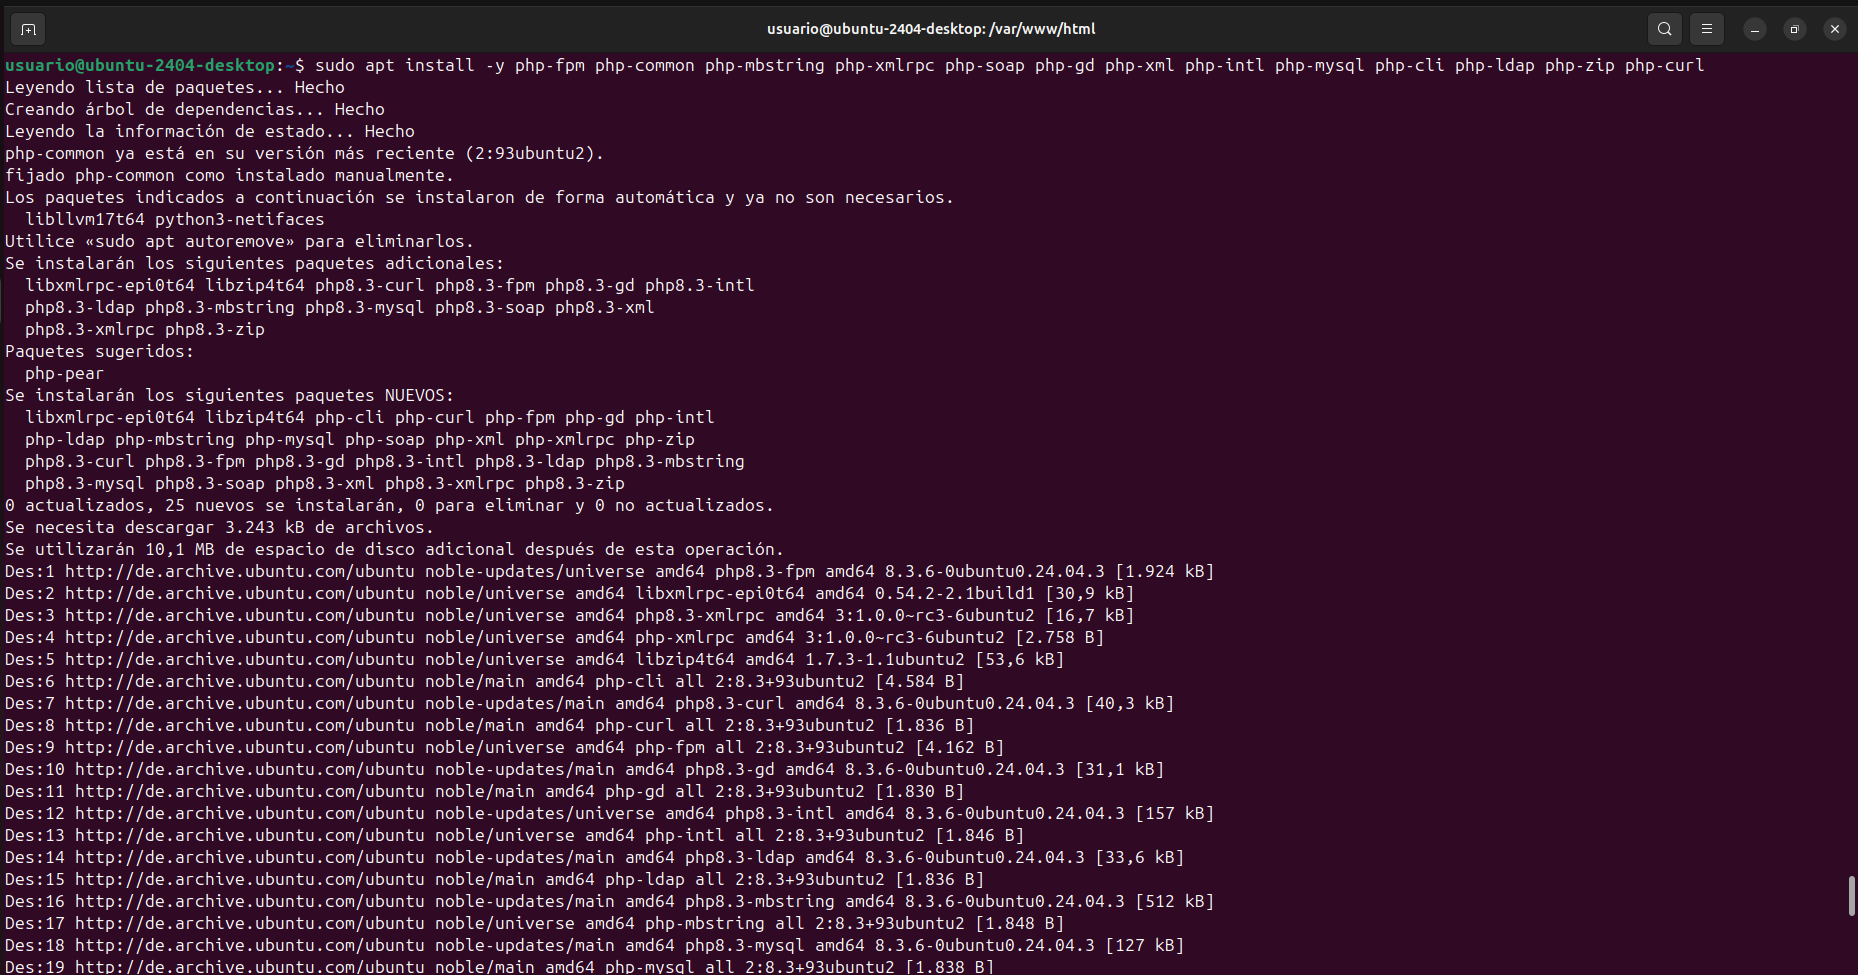 usuario@ubuntu-2404-desktop: /var/www/html
usuario@ubuntu-2404-desktop:~$ sudo apt install -y php-fpm php-common php-mbstring php-xmlrpc php-soap php-gd php-xml php-intl php-mysql php-cli php-ldap php-zip php-curl
Leyendo lista de paquetes... Hecho
Creando árbol de dependencias... Hecho
Leyendo la información de estado... Hecho
php-common ya está en su versión más reciente (2:93ubuntu2).
fijado php-common como instalado manualmente.
Los paquetes indicados a continuación se instalaron de forma automática y ya no son necesarios.
  libllvm17t64 python3-netifaces
Utilice «sudo apt autoremove» para eliminarlos.
Se instalarán los siguientes paquetes adicionales:
  libxmlrpc-epi0t64 libzip4t64 php8.3-curl php8.3-fpm php8.3-gd php8.3-intl
  php8.3-ldap php8.3-mbstring php8.3-mysql php8.3-soap php8.3-xml
  php8.3-xmlrpc php8.3-zip
Paquetes sugeridos:
  php-pear
Se instalarán los siguientes paquetes NUEVOS:
  libxmlrpc-epi0t64 libzip4t64 php-cli php-curl php-fpm php-gd php-intl
  php-ldap php-mbstring php-mysql php-soap php-xml php-xmlrpc php-zip
  php8.3-curl php8.3-fpm php8.3-gd php8.3-intl php8.3-ldap php8.3-mbstring
  php8.3-mysql php8.3-soap php8.3-xml php8.3-xmlrpc php8.3-zip
0 actualizados, 25 nuevos se instalarán, 0 para eliminar y 0 no actualizados.
Se necesita descargar 3.243 kB de archivos.
Se utilizarán 10,1 MB de espacio de disco adicional después de esta operación.
Des:1 http://de.archive.ubuntu.com/ubuntu noble-updates/universe amd64 php8.3-fpm amd64 8.3.6-0ubuntu0.24.04.3 [1.924 kB]
Des:2 http://de.archive.ubuntu.com/ubuntu noble/universe amd64 libxmlrpc-epi0t64 amd64 0.54.2-2.1build1 [30,9 kB]
Des:3 http://de.archive.ubuntu.com/ubuntu noble/universe amd64 php8.3-xmlrpc amd64 3:1.0.0~rc3-6ubuntu2 [16,7 kB]
Des:4 http://de.archive.ubuntu.com/ubuntu noble/universe amd64 php-xmlrpc amd64 3:1.0.0~rc3-6ubuntu2 [2.758 B]
Des:5 http://de.archive.ubuntu.com/ubuntu noble/universe amd64 libzip4t64 amd64 1.7.3-1.1ubuntu2 [53,6 kB]
Des:6 http://de.archive.ubuntu.com/ubuntu noble/main amd64 php-cli all 2:8.3+93ubuntu2 [4.584 B]
Des:7 http://de.archive.ubuntu.com/ubuntu noble-updates/main amd64 php8.3-curl amd64 8.3.6-0ubuntu0.24.04.3 [40,3 kB]
Des:8 http://de.archive.ubuntu.com/ubuntu noble/main amd64 php-curl all 2:8.3+93ubuntu2 [1.836 B]
Des:9 http://de.archive.ubuntu.com/ubuntu noble/universe amd64 php-fpm all 2:8.3+93ubuntu2 [4.162 B]
Des:10 http://de.archive.ubuntu.com/ubuntu noble-updates/main amd64 php8.3-gd amd64 8.3.6-0ubuntu0.24.04.3 [31,1 kB]
Des:11 http://de.archive.ubuntu.com/ubuntu noble/main amd64 php-gd all 2:8.3+93ubuntu2 [1.830 B]
Des:12 http://de.archive.ubuntu.com/ubuntu noble-updates/universe amd64 php8.3-intl amd64 8.3.6-0ubuntu0.24.04.3 [157 kB]
Des:13 http://de.archive.ubuntu.com/ubuntu noble/universe amd64 php-intl all 2:8.3+93ubuntu2 [1.846 B]
Des:14 http://de.archive.ubuntu.com/ubuntu noble-updates/main amd64 php8.3-ldap amd64 8.3.6-0ubuntu0.24.04.3 [33,6 kB]
Des:15 http://de.archive.ubuntu.com/ubuntu noble/main amd64 php-ldap all 2:8.3+93ubuntu2 [1.836 B]
Des:16 http://de.archive.ubuntu.com/ubuntu noble-updates/main amd64 php8.3-mbstring amd64 8.3.6-0ubuntu0.24.04.3 [512 kB]
Des:17 http://de.archive.ubuntu.com/ubuntu noble/universe amd64 php-mbstring all 2:8.3+93ubuntu2 [1.848 B]
Des:18 http://de.archive.ubuntu.com/ubuntu noble-updates/main amd64 php8.3-mysql amd64 8.3.6-0ubuntu0.24.04.3 [127 kB]
Des:19 http://de.archive.ubuntu.com/ubuntu noble/main amd64 php-mysql all 2:8.3+93ubuntu2 [1.838 B]